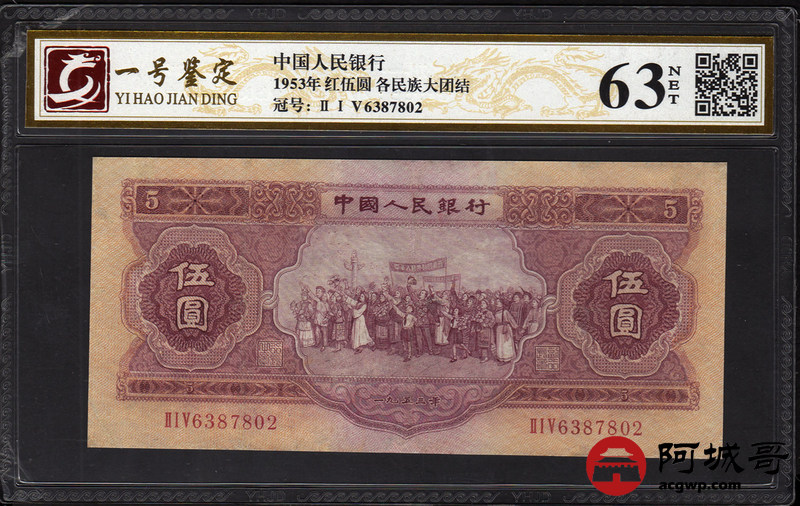 一号鉴定
YI HAO JIAN DING
中国人民银行
1953年 红伍圆 各民族大团结
冠号: ⅡⅠⅤ6387802
63
NET
5
中國人民銀行
5
伍圓
伍圓
5
5
一九五三年
ⅡⅠⅤ6387802
ⅡⅠⅤ6387802
阿城哥
acgwp.com